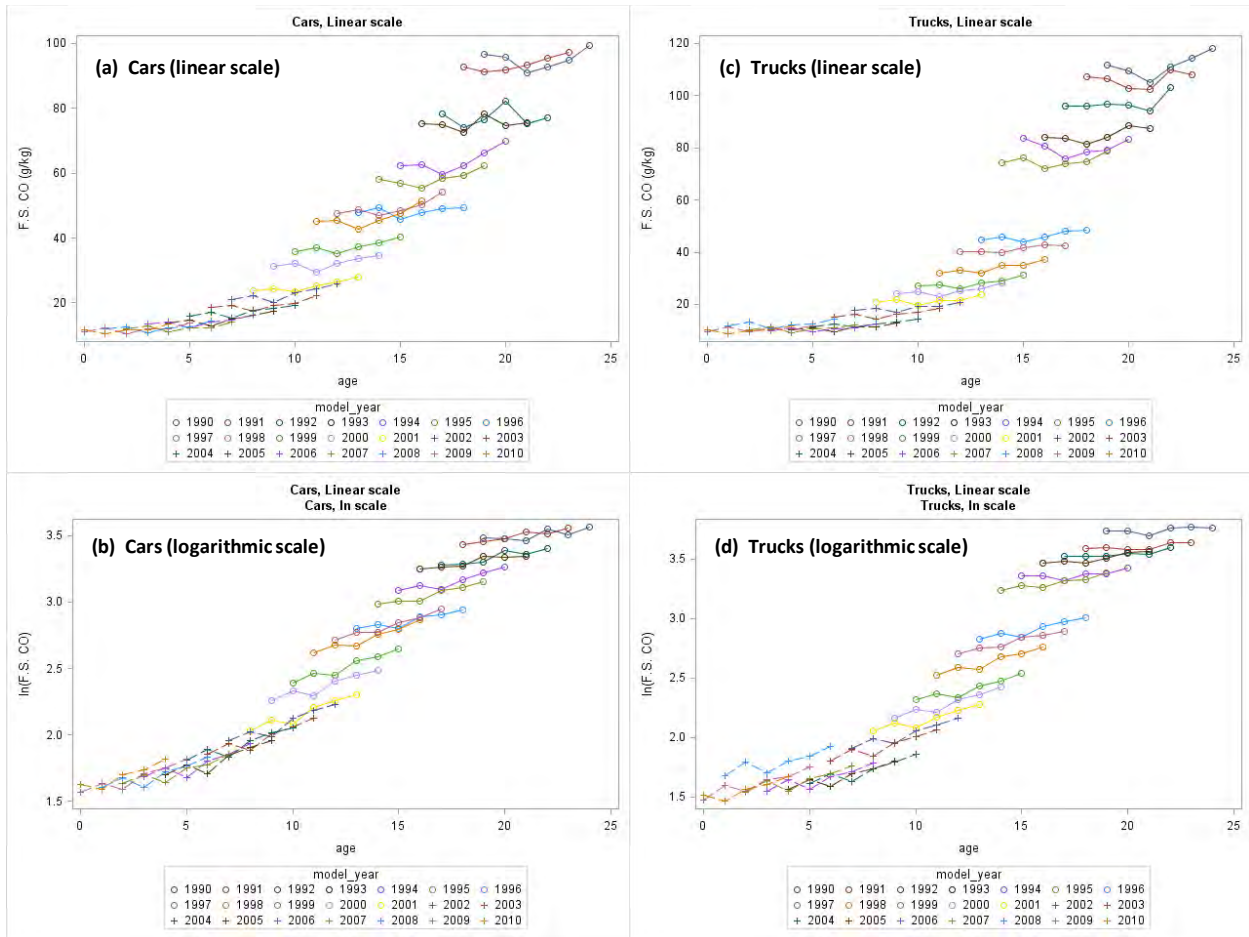 Cars, Linear scale
(a) Cars (linear scale)
100
80
60
40
20
F.S. CO (g/kg)
0 5 10 15 20 25
age
model_year
1990 1991 1992 1993 1994 1995 1996
1997 1998 1999 2000 2001 2002 2003
2004 2005 2006 2007 2008 2009 2010
Trucks, Linear scale
(c) Trucks (linear scale)
120
100
80
60
40
20
F.S. CO (g/kg)
0 5 10 15 20 25
age
model_year
1990 1991 1992 1993 1994 1995 1996
1997 1998 1999 2000 2001 2002 2003
2004 2005 2006 2007 2008 2009 2010
Cars, Linear scale
Cars, ln scale
(b) Cars (logarithmic scale)
3.5
3.0
2.5
2.0
1.5
ln(F.S. CO)
0 5 10 15 20 25
age
model_year
1990 1991 1992 1993 1994 1995 1996
1997 1998 1999 2000 2001 2002 2003
2004 2005 2006 2007 2008 2009 2010
Trucks, Linear scale
Trucks, ln scale
(d) Trucks (logarithmic scale)
3.5
3.0
2.5
2.0
1.5
ln(F.S. CO)
0 5 10 15 20 25
age
model_year
1990 1991 1992 1993 1994 1995 1996
1997 1998 1999 2000 2001 2002 2003
2004 2005 2006 2007 2008 2009 2010